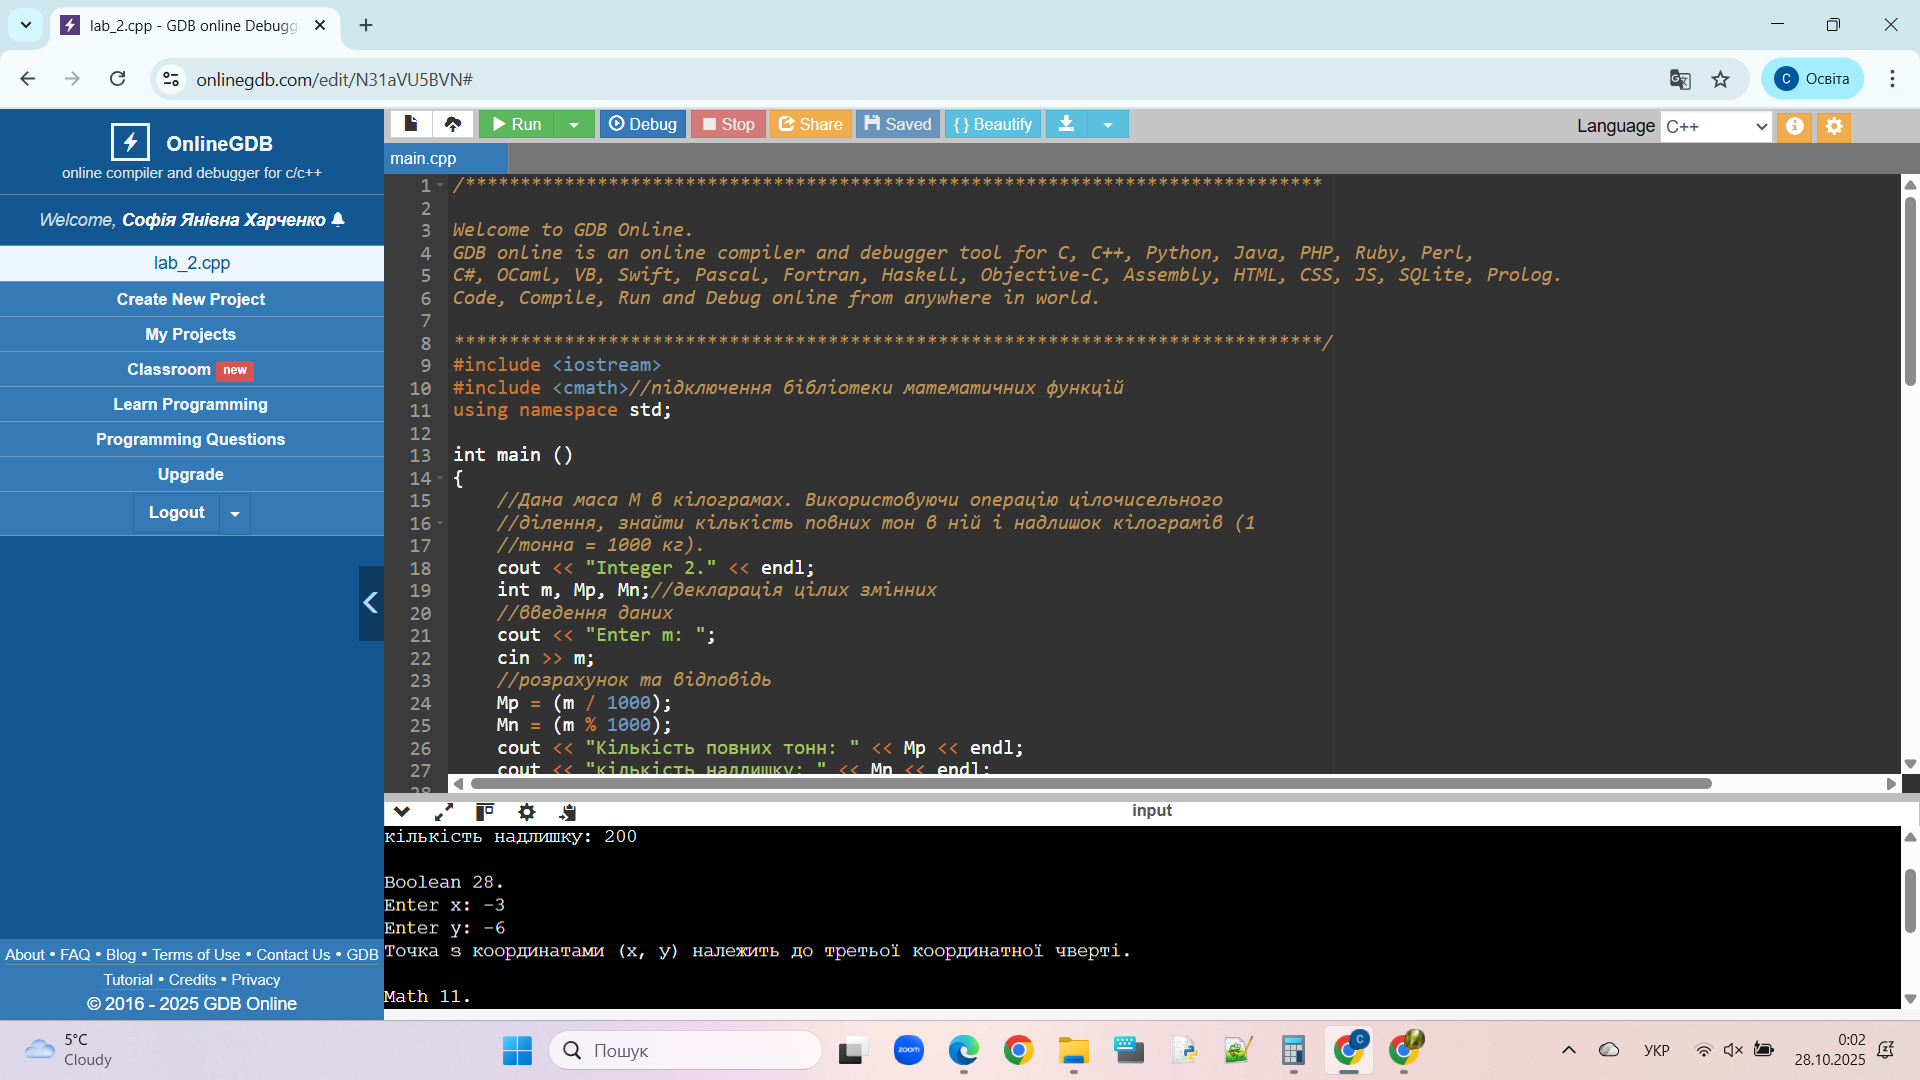 lab_2.cpp - GDB online Debugg
onlinegdb.com/edit/N31aVU5BVN#
С Освіта
OnlineGDB
online compiler and debugger for c/c++
Welcome, Софія Янівна Харченко
lab_2.cpp
Create New Project
My Projects
Classroom new
Learn Programming
Programming Questions
Upgrade
Logout
About • FAQ • Blog • Terms of Use • Contact Us • GDB
Tutorial • Credits • Privacy
© 2016 - 2025 GDB Online
Run Debug Stop Share Saved { } Beautify
Language C++
main.cpp
1 /******************************************************************************
2
3 Welcome to GDB Online.
4 GDB online is an online compiler and debugger tool for C, C++, Python, Java, PHP, Ruby, Perl,
5 C#, OCaml, VB, Swift, Pascal, Fortran, Haskell, Objective-C, Assembly, HTML, CSS, JS, SQLite, Prolog.
6 Code, Compile, Run and Debug online from anywhere in world.
7
8 *******************************************************************************/
9 #include <iostream>
10 #include <cmath>//підключення бібліотеки математичних функцій
11 using namespace std;
12
13 int main ()
14 {
15 //Дана маса М в кілограмах. Використовуючи операцію цілочисельного
16 //ділення, знайти кількість повних тон в ній і надлишок кілограмів (1
17 //тонна = 1000 кг).
18 cout << "Integer 2." << endl;
19 int m, Mp, Mn;//декларація цілих змінних
20 //введення даних
21 cout << "Enter m: ";
22 cin >> m;
23 //розрахунок та відповідь
24 Mp = (m / 1000);
25 Mn = (m % 1000);
26 cout << "Кількість повних тонн: " << Mp << endl;
27 cout << "кількість надлишку: " << Mn << endl;
28
input
кількість надлишку: 200
Boolean 28.
Enter x: -3
Enter y: -6
Точка з координатами (x, y) належить до третьої координатної чверті.
Math 11.
5°C
Cloudy
Пошук
zoom
C
УКР
0:02
28.10.2025